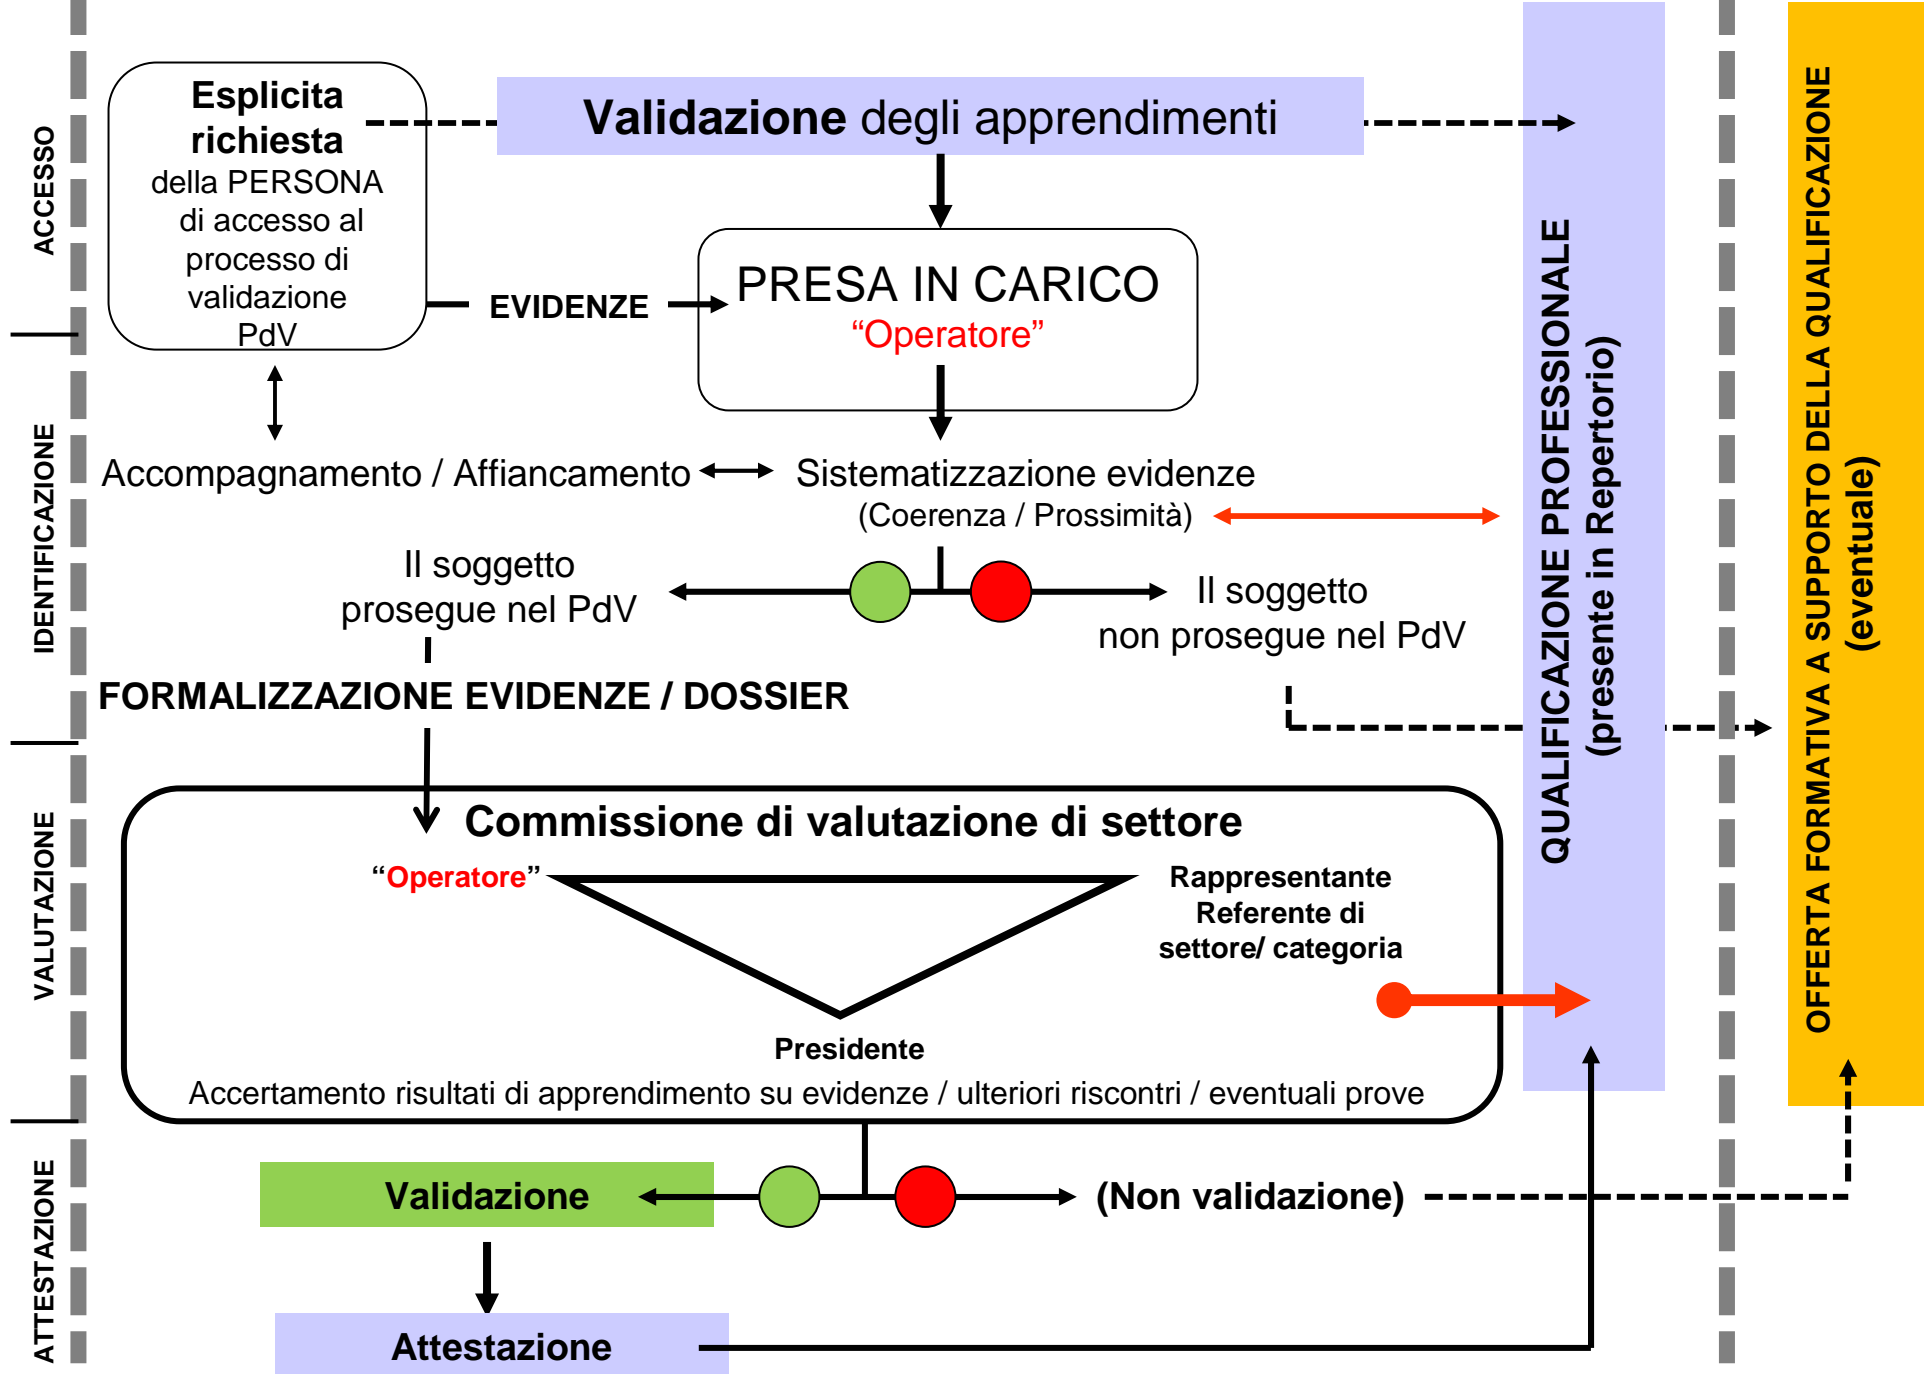 ACCESSO
IDENTIFICAZIONE
VALUTAZIONE
ATTESTAZIONE
Esplicita
richiesta
della PERSONA
di accesso al
processo di
validazione
PdV
Validazione degli apprendimenti
EVIDENZE
PRESA IN CARICO
“Operatore”
Accompagnamento / Affiancamento
Sistematizzazione evidenze
(Coerenza / Prossimità)
Il soggetto
prosegue nel PdV
Il soggetto
non prosegue nel PdV
FORMALIZZAZIONE EVIDENZE / DOSSIER
Commissione di valutazione di settore
“Operatore”
Rappresentante
Referente di
settore/ categoria
Presidente
Accertamento risultati di apprendimento su evidenze / ulteriori riscontri / eventuali prove
Validazione
(Non validazione)
Attestazione
QUALIFICAZIONE PROFESSIONALE
(presente in Repertorio)
OFFERTA FORMATIVA A SUPPORTO DELLA QUALIFICAZIONE
(eventuale)